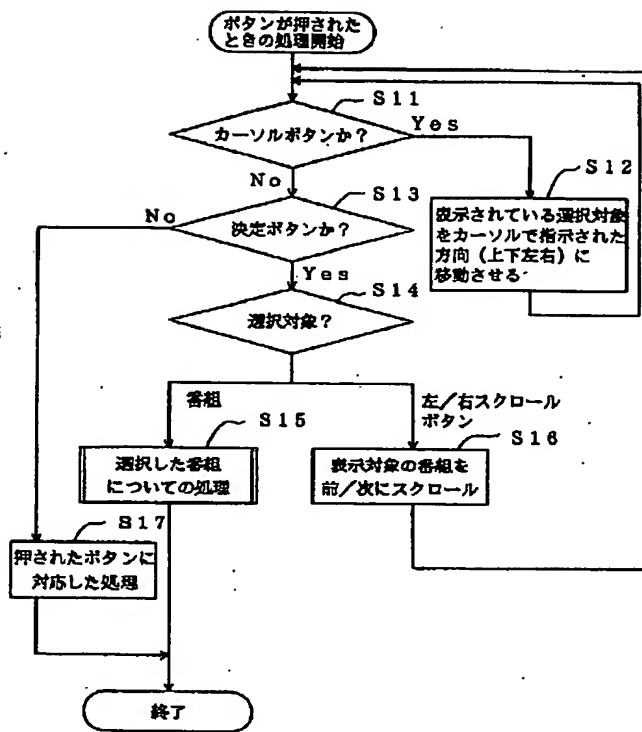 ボタンが押された
ときの処理開始
S11
カーソルボタンか?
Yes
No
S12
表示されている選択対象
をカーソルで指示された
方向(上下左右)に
移動させる
S13
決定ボタンか?
No
Yes
S14
選択対象?
番組
左/右スクロール
ボタン
S15
選択した番組
についての処理
S16
表示対象の番組を
前/次にスクロール
S17
押されたボタンに
対応した処理
終了